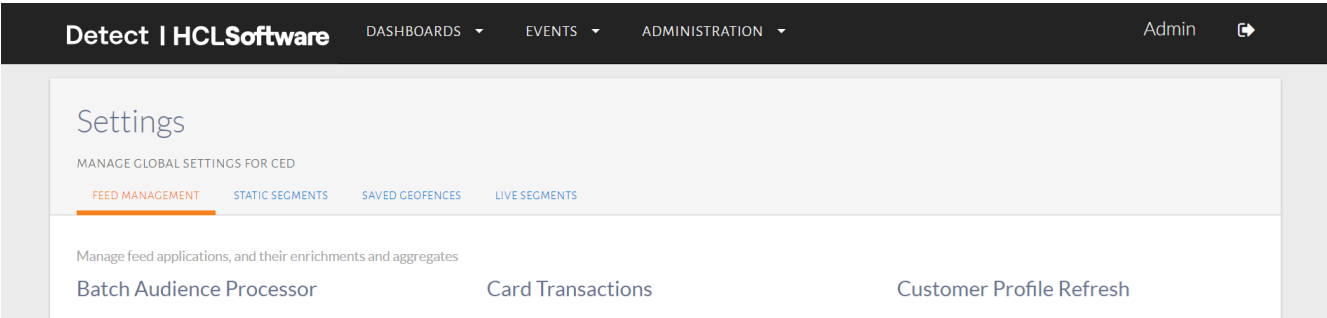 Detect | HCLSoftware DASHBOARDS EVENTS ADMINISTRATION Admin
Settings
MANAGE GLOBAL SETTINGS FOR CED
FEED MANAGEMENT STATIC SEGMENTS SAVED GEOFENCES LIVE SEGMENTS
Manage feed applications, and their enrichments and aggregates
Batch Audience Processor Card Transactions Customer Profile Refresh